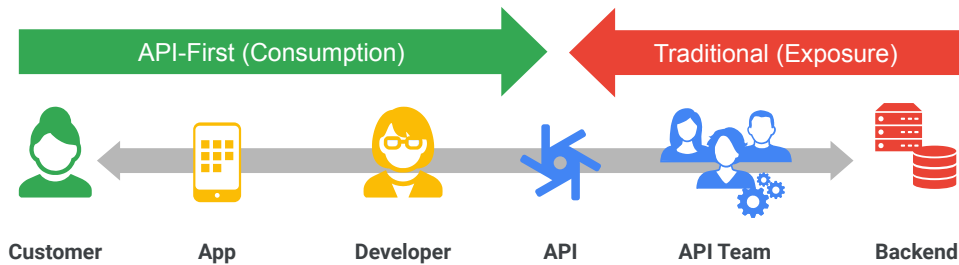 API-First (Consumption)
Traditional (Exposure)
Customer
App
Developer
API
API Team
Backend